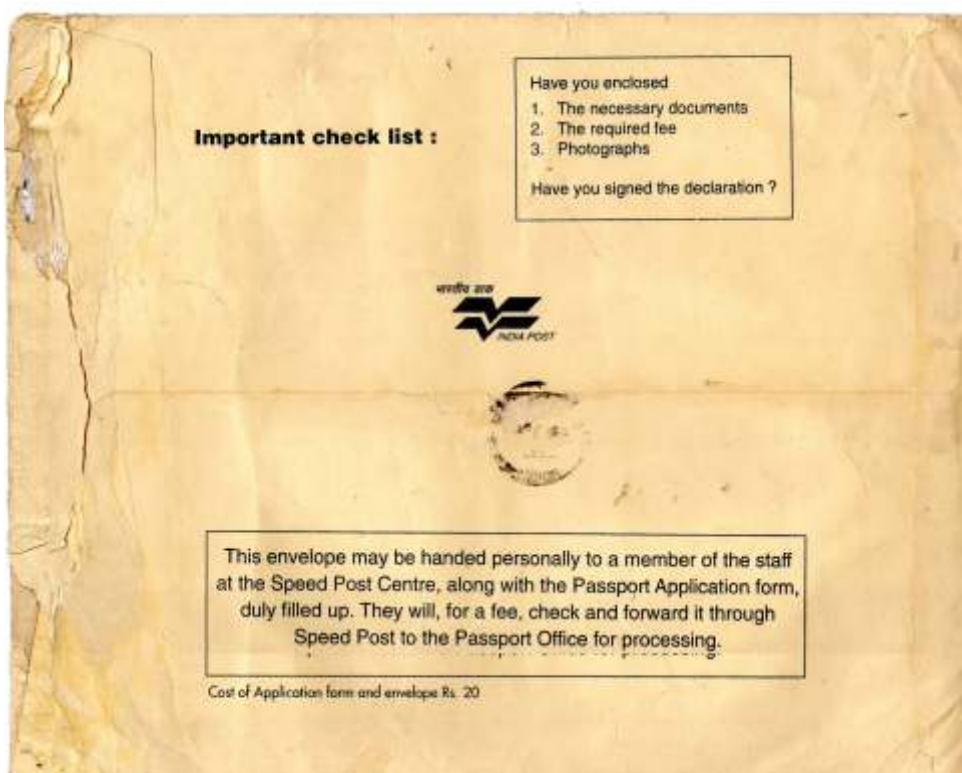 Important check list :
Have you enclosed
1. The necessary documents
2. The required fee
3. Photographs
Have you signed the declaration ?
भारतीय डाक
INDIA POST
This envelope may be handed personally to a member of the staff
at the Speed Post Centre, along with the Passport Application form,
duly filled up. They will, for a fee, check and forward it through
Speed Post to the Passport Office for processing.
Cost of Application form and envelope Rs. 20